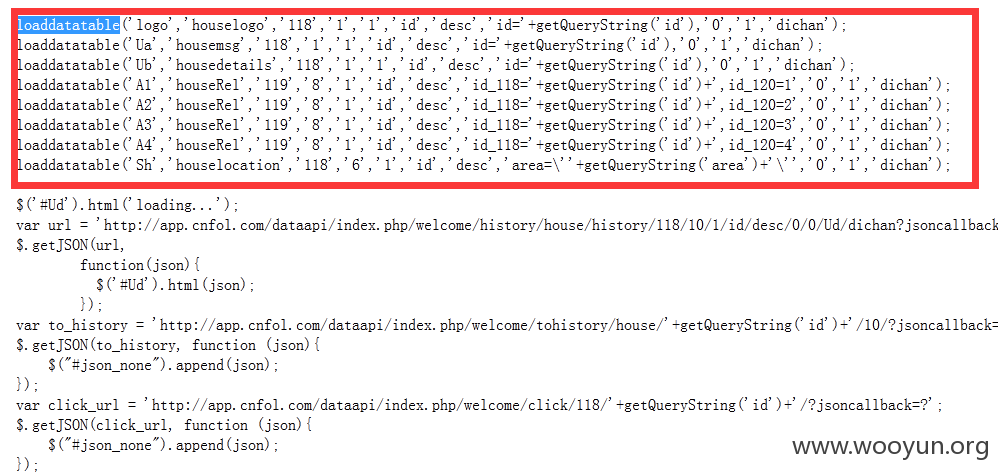 loaddatatable('logo','houselogo','118','1','1','id','desc','id='+getQueryString('id'),'0','1','dichan');
loaddatatable('Ua','housemsg','118','1','1','id','desc','id='+getQueryString('id'),'0','1','dichan');
loaddatatable('Ub','housedetails','118','1','1','id','desc','id='+getQueryString('id'),'0','1','dichan');
loaddatatable('A1','houseRel','119','8','1','id','desc','id_118='+getQueryString('id')+',id_120=1','0','1','dichan');
loaddatatable('A2','houseRel','119','8','1','id','desc','id_118='+getQueryString('id')+',id_120=2','0','1','dichan');
loaddatatable('A3','houseRel','119','8','1','id','desc','id_118='+getQueryString('id')+',id_120=3','0','1','dichan');
loaddatatable('A4','houseRel','119','8','1','id','desc','id_118='+getQueryString('id')+',id_120=4','0','1','dichan');
loaddatatable('Sh','houselocation','118','6','1','id','desc','area=\''+getQueryString('area')+'\'','0','1','dichan');
$('#Ud').html('loading...');
var url = 'http://app.cnfol.com/dataapi/index.php/welcome/history/house/history/118/10/1/id/desc/0/0/Ud/dichan?jsoncallback
$.getJSON(url,
function(json){
$('#Ud').html(json);
});
var to_history = 'http://app.cnfol.com/dataapi/index.php/welcome/tohistory/house/'+getQueryString('id')+'/10/?jsoncallback=
$.getJSON(to_history, function (json){
$("#json_none").append(json);
});
var click_url = 'http://app.cnfol.com/dataapi/index.php/welcome/click/118/'+getQueryString('id')+'/?jsoncallback=?';
$.getJSON(click_url, function (json){
$("#json_none").append(json);
});
www.wooyun.org